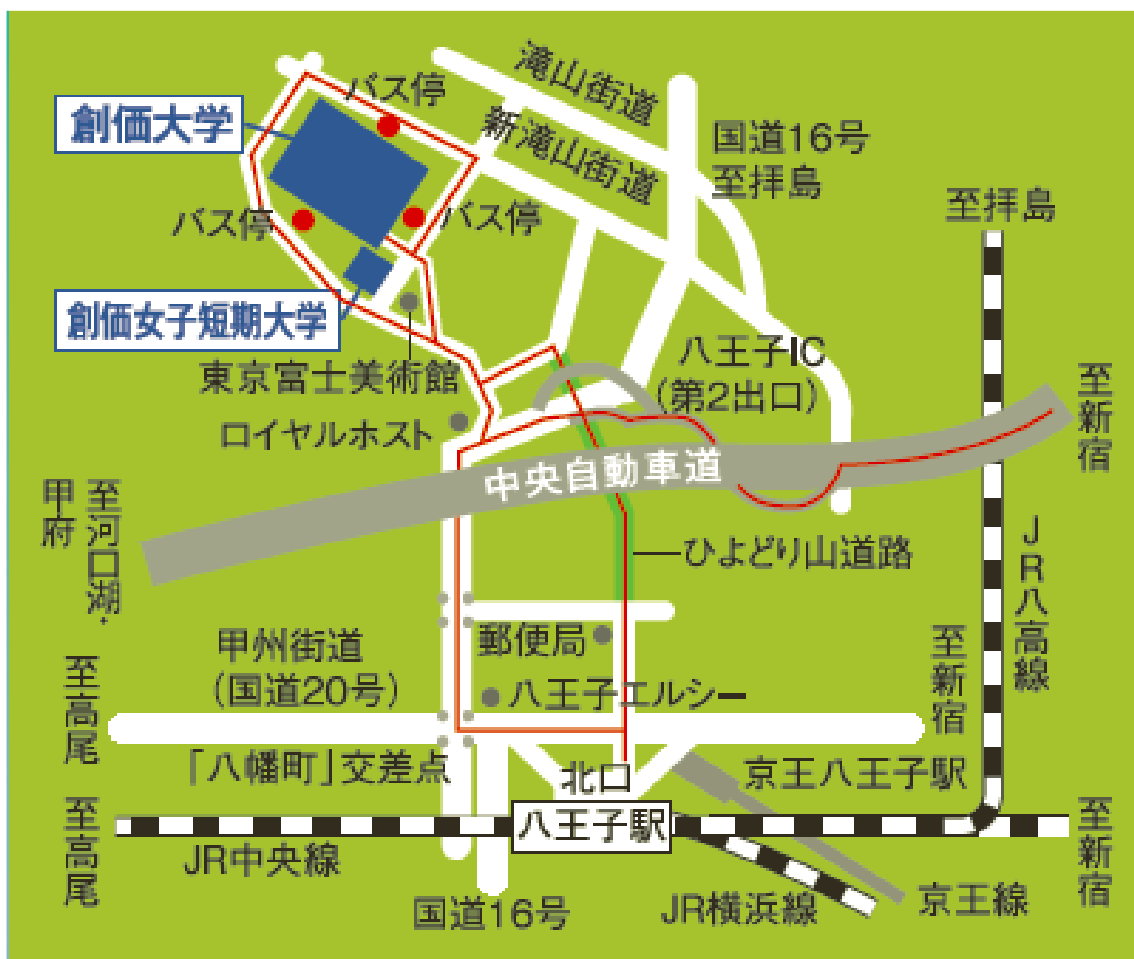 滝山街道
バス停
創価大学
新滝山街道
国道16号
至拝島
至拝島
バス停
バス停
創価女子短期大学
東京富士美術館
八王子IC
(第2出口)
至新宿
ロイヤルホスト
中央自動車道
至河口湖・
甲府
JR八高線
ひよどり山道路
郵便局
甲州街道
(国道20号)
至新宿
至高尾
八王子エルシー
「八幡町」交差点
北口
京王八王子駅
至高尾
八王子駅
至新宿
JR中央線
国道16号
JR横浜線
京王線